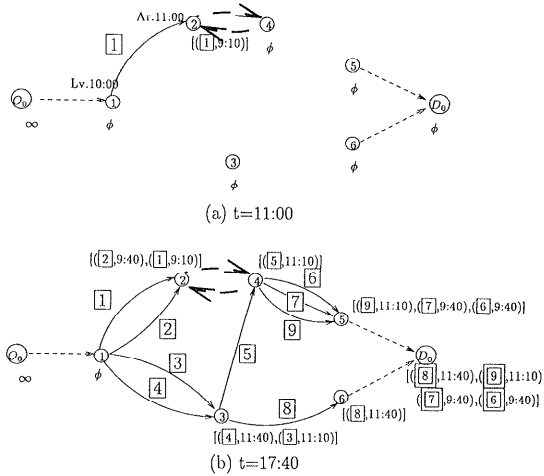 Ar.11:00
2
4
1
[(1,9:10)]
ϕ
Lv.10:00
5
ϕ
O₀
1
D₀
∞
ϕ
6
ϕ
ϕ
3
ϕ
(a) t=11:00
[(2,9:40),(1,9:10)]
[(5,11:10)]
2
4
6
1
7
[(9,11:10),(7,9:40),(6,9:40)]
2
9
5
O₀
1
3
5
D₀
∞
ϕ
4
8
6
[(8,11:40),(9,11:10)
3
[(8,11:40)]
(7,9:40),(6,9:40)]
[(4,11:40),(3,11:10)]
(b) t=17:40